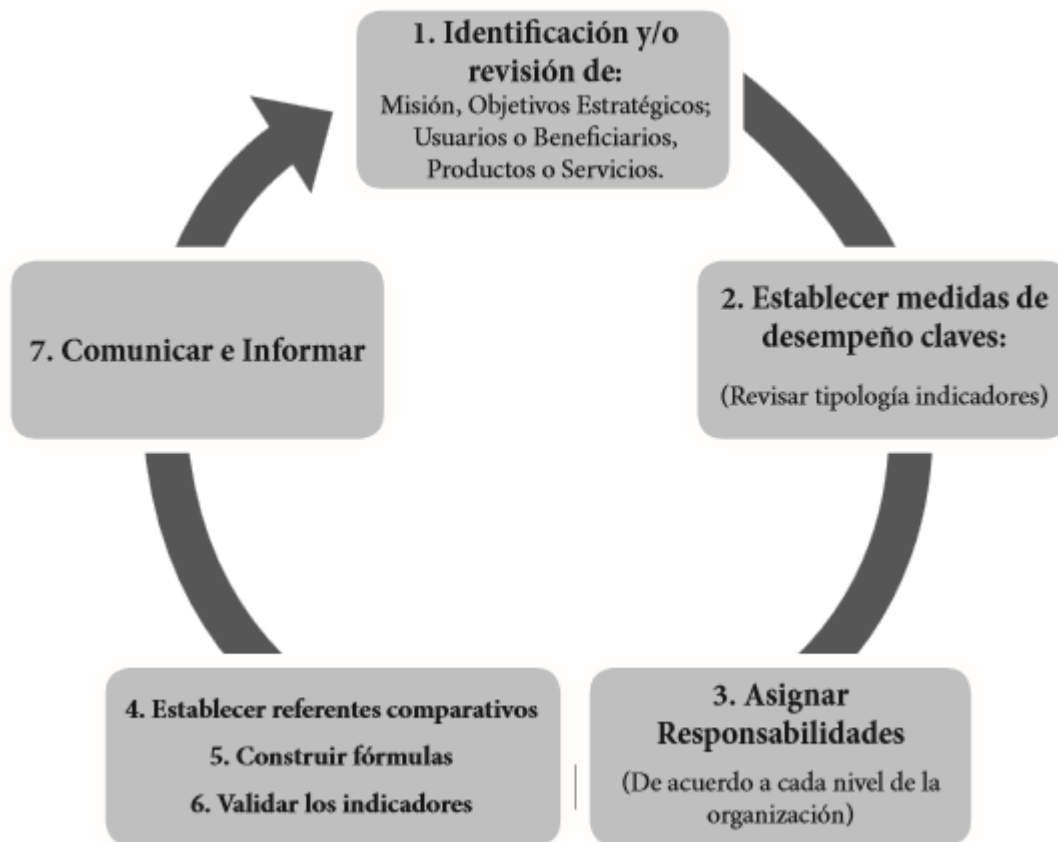 1. Identificación y/o
revisión de:
Misión, Objetivos Estratégicos;
Usuarios o Beneficiarios,
Productos o Servicios.
2. Establecer medidas de
desempeño claves:
(Revisar tipología indicadores)
3. Asignar
Responsabilidades
(De acuerdo a cada nivel de la
organización)
4. Establecer referentes comparativos
5. Construir fórmulas
6. Validar los indicadores
7. Comunicar e Informar